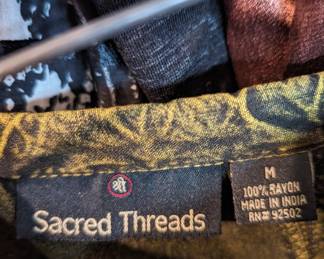 श्री
Sacred Threads
M
100% RAYON
MADE IN INDIA
RN# 92502